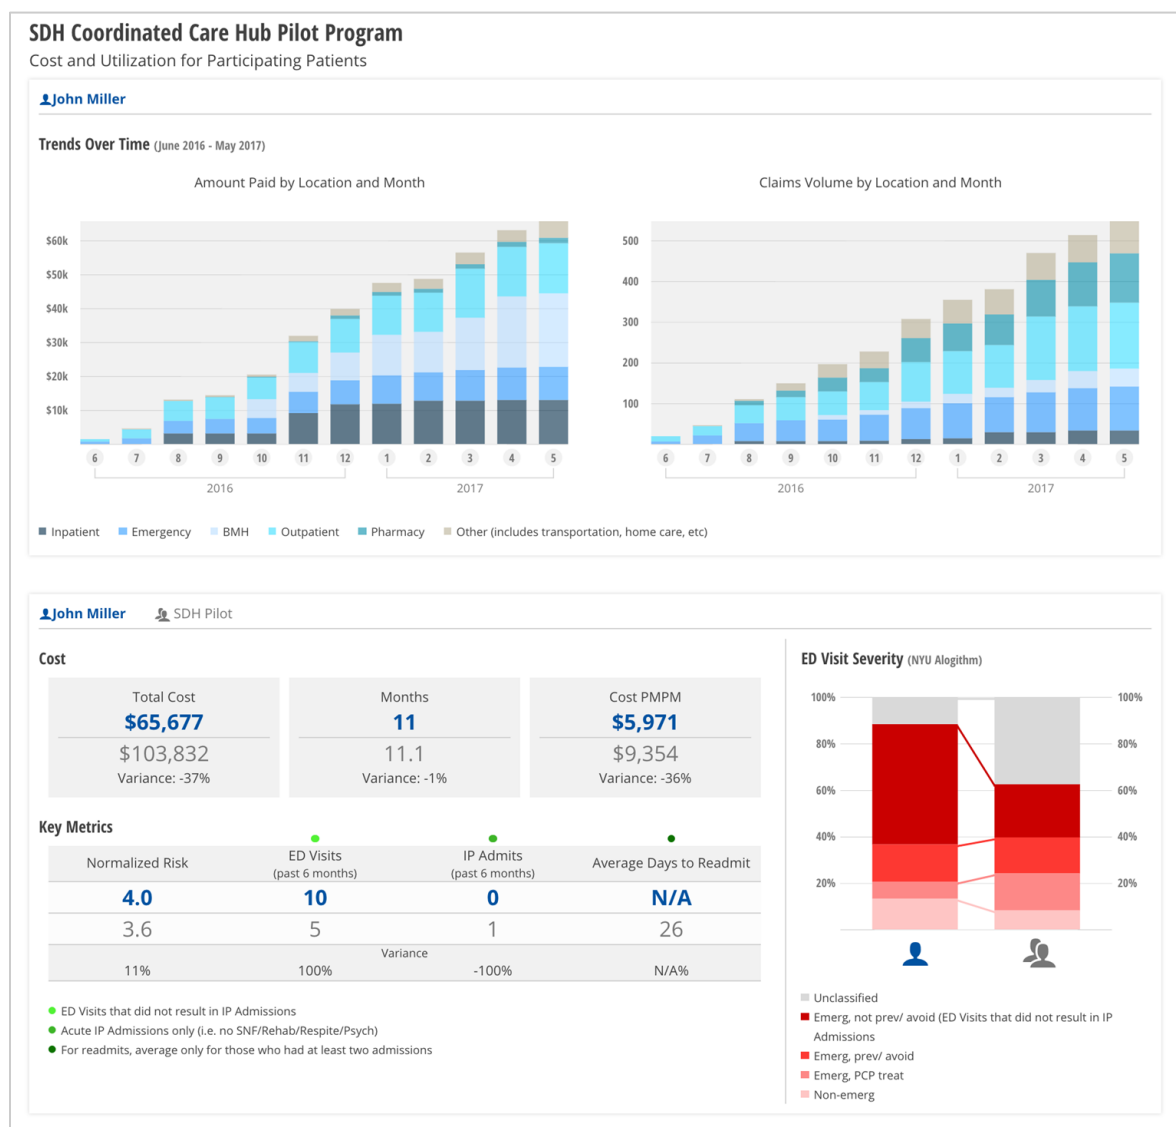 SDH Coordinated Care Hub Pilot Program
Cost and Utilization for Participating Patients
John Miller
Trends Over Time (June 2016 - May 2017)
Amount Paid by Location and Month
$60k
$50k
$40k
$30k
$20k
$10k
6 7 8 9 10 11 12 1 2 3 4 5
2016 2017
Claims Volume by Location and Month
500
400
300
200
100
6 7 8 9 10 11 12 1 2 3 4 5
2016 2017
Inpatient Emergency BMH Outpatient Pharmacy Other (includes transportation, home care, etc)
John Miller SDH Pilot
Cost
Total Cost Months Cost PMPM
$65,677 11 $5,971
$103,832 11.1 $9,354
Variance: -37% Variance: -1% Variance: -36%
Key Metrics
Normalized Risk ED Visits IP Admits Average Days to Readmit
(past 6 months) (past 6 months)
4.0 10 0 N/A
3.6 5 1 26
Variance
11% 100% -100% N/A%
ED Visits that did not result in IP Admissions
Acute IP Admissions only (i.e. no SNF/Rehab/Respite/Psych)
For readmits, average only for those who had at least two admissions
ED Visit Severity (NYU Alogithm)
100% 100%
80% 80%
60% 60%
40% 40%
20% 20%
Unclassified
Emerg, not prev/ avoid (ED Visits that did not result in IP
Admissions
Emerg, prev/ avoid
Emerg, PCP treat
Non-emerg